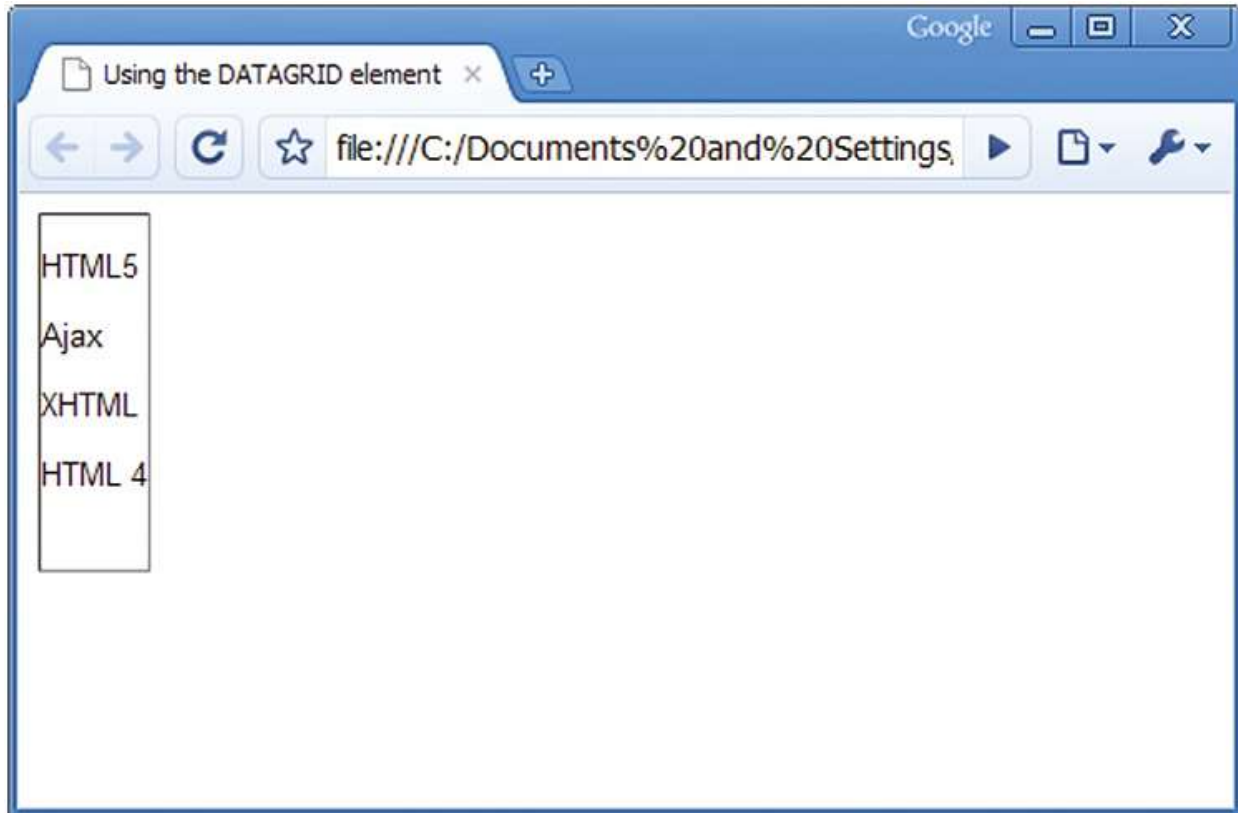 Google
Using the DATAGRID element
file:///C:/Documents%20and%20Settings,
HTML5
Ajax
XHTML
HTML 4